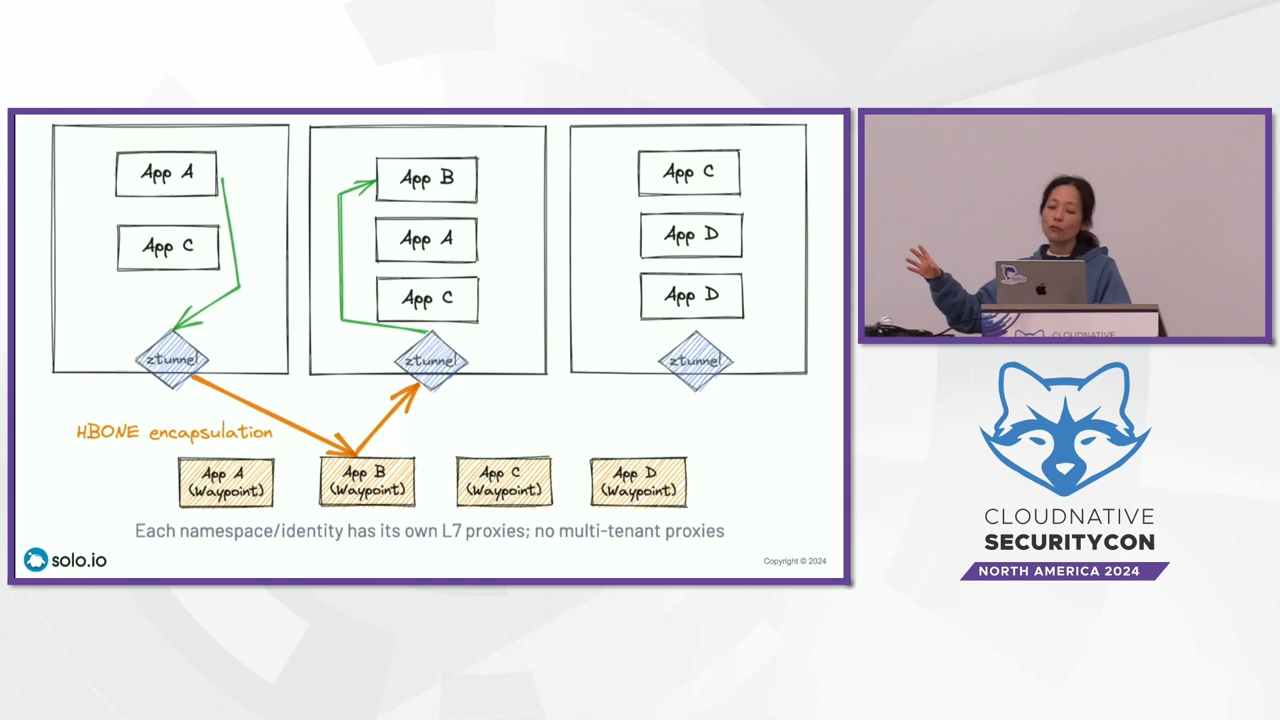 App A
App C
ztunnel
App B
App A
App C
ztunnel
App C
App D
App D
ztunnel
HBONE encapsulation
App A
(Waypoint)
App B
(Waypoint)
App C
(Waypoint)
App D
(Waypoint)
Each namespace/identity has its own L7 proxies; no multi-tenant proxies
solo.io
Copyright © 2024
CLOUDNATIVE
CLOUDNATIVE
SECURITYCON
NORTH AMERICA 2024